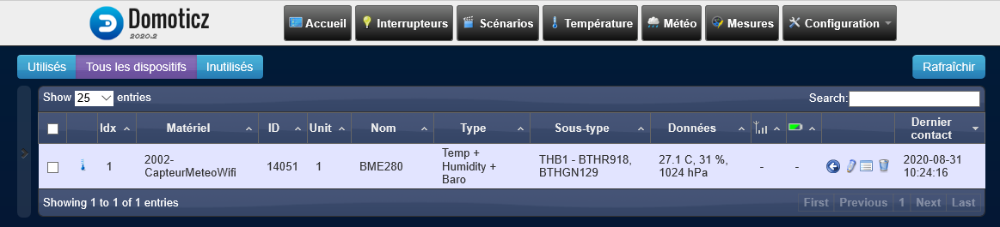 Domoticz
2020.2
Accueil Interrupteurs Scénarios Température Météo Mesures Configuration
Utilisés Tous les dispositifs Inutilisés Rafraîchir
Show 25 entries Search:
Idx Matériel ID Unit Nom Type Sous-type Données Dernier contact
1 2002-CapteurMeteoWifi 14051 1 BME280 Temp + Humidity + Baro THB1 - BTHR918, BTHGN129 27.1 C, 31 %, 1024 hPa - - 2020-08-31 10:24:16
Showing 1 to 1 of 1 entries First Previous 1 Next Last